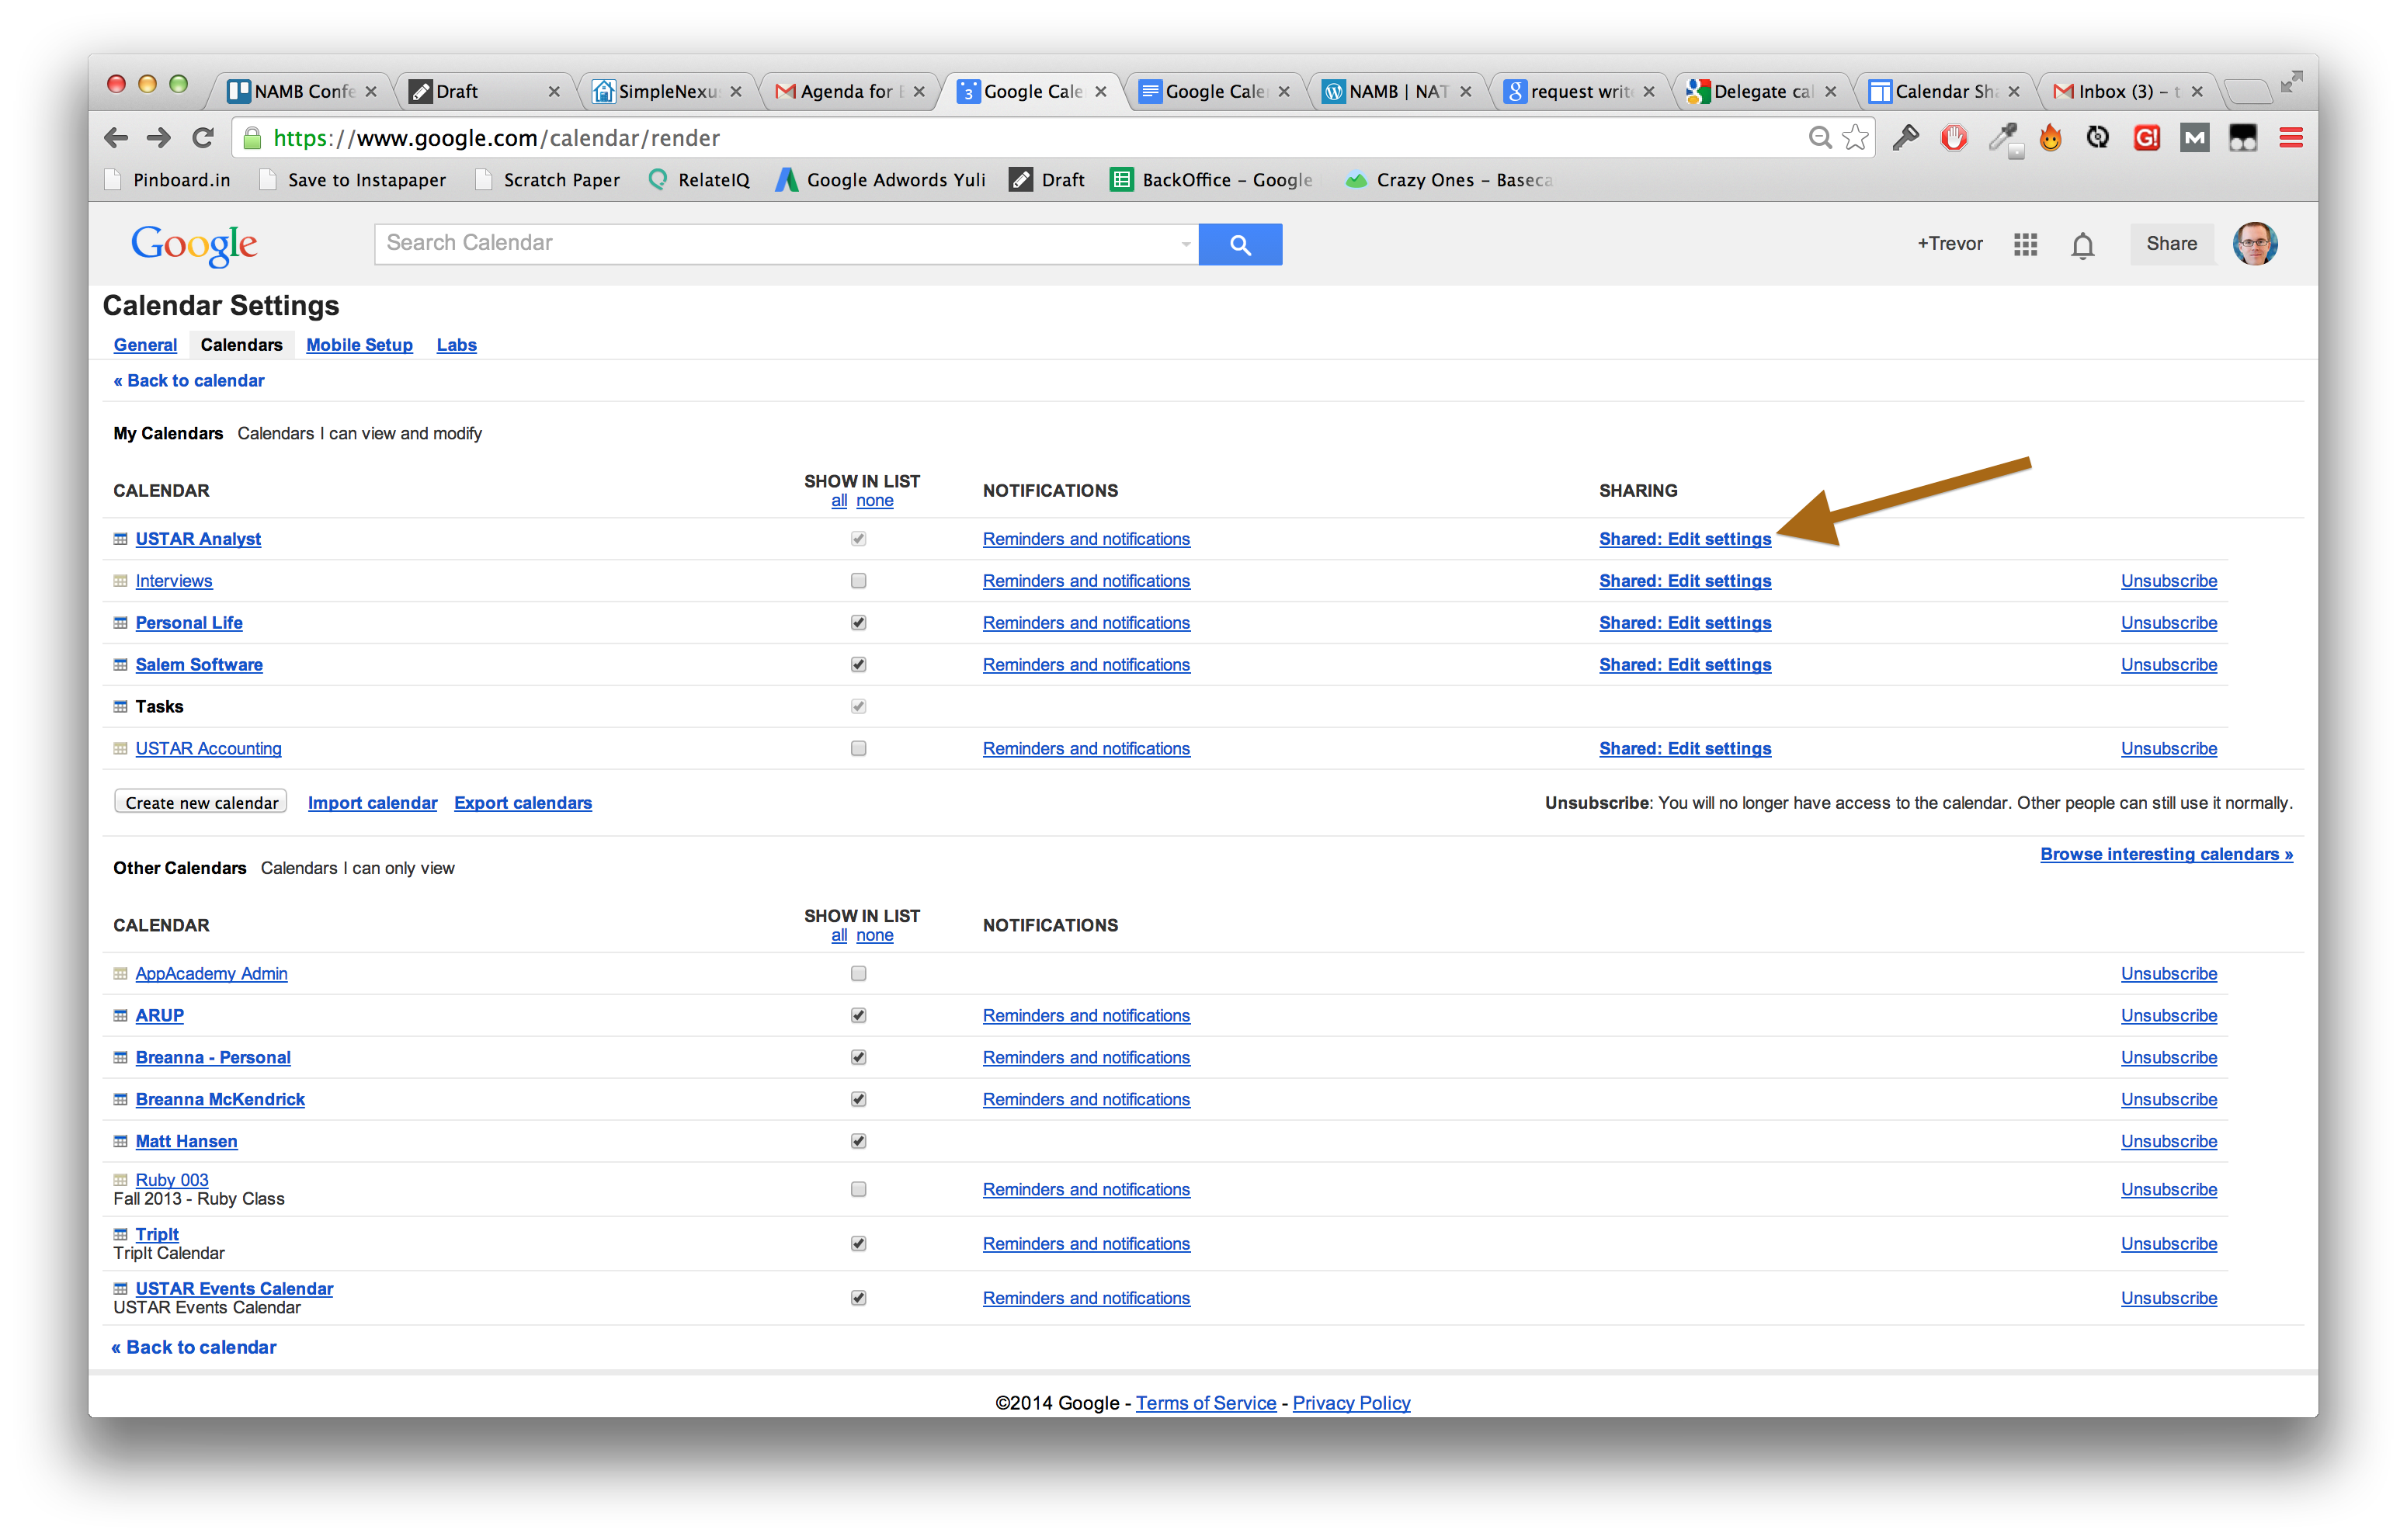 NAMB Confe
Draft
SimpleNexu
Agenda for
3 Google Cale
Google Cale
NAMB | NAT
request writ
Delegate cal
Calendar Sh
Inbox (3) – t
https://www.google.com/calendar/render
Pinboard.in Save to Instapaper Scratch Paper RelateIQ Google Adwords Yuli Draft BackOffice – Google Crazy Ones – Baseca
Google Search Calendar +Trevor Share
Calendar Settings
General Calendars Mobile Setup Labs
« Back to calendar
My Calendars Calendars I can view and modify
CALENDAR SHOW IN LIST all none NOTIFICATIONS SHARING
USTAR Analyst Reminders and notifications Shared: Edit settings
Interviews Reminders and notifications Shared: Edit settings Unsubscribe
Personal Life Reminders and notifications Shared: Edit settings Unsubscribe
Salem Software Reminders and notifications Shared: Edit settings Unsubscribe
Tasks
USTAR Accounting Reminders and notifications Shared: Edit settings Unsubscribe
Create new calendar Import calendar Export calendars Unsubscribe: You will no longer have access to the calendar. Other people can still use it normally.
Browse interesting calendars »
Other Calendars Calendars I can only view
CALENDAR SHOW IN LIST all none NOTIFICATIONS
AppAcademy Admin Unsubscribe
ARUP Reminders and notifications Unsubscribe
Breanna - Personal Reminders and notifications Unsubscribe
Breanna McKendrick Reminders and notifications Unsubscribe
Matt Hansen Unsubscribe
Ruby 003
Fall 2013 - Ruby Class Reminders and notifications Unsubscribe
TripIt
TripIt Calendar Reminders and notifications Unsubscribe
USTAR Events Calendar
USTAR Events Calendar Reminders and notifications Unsubscribe
« Back to calendar
©2014 Google - Terms of Service - Privacy Policy